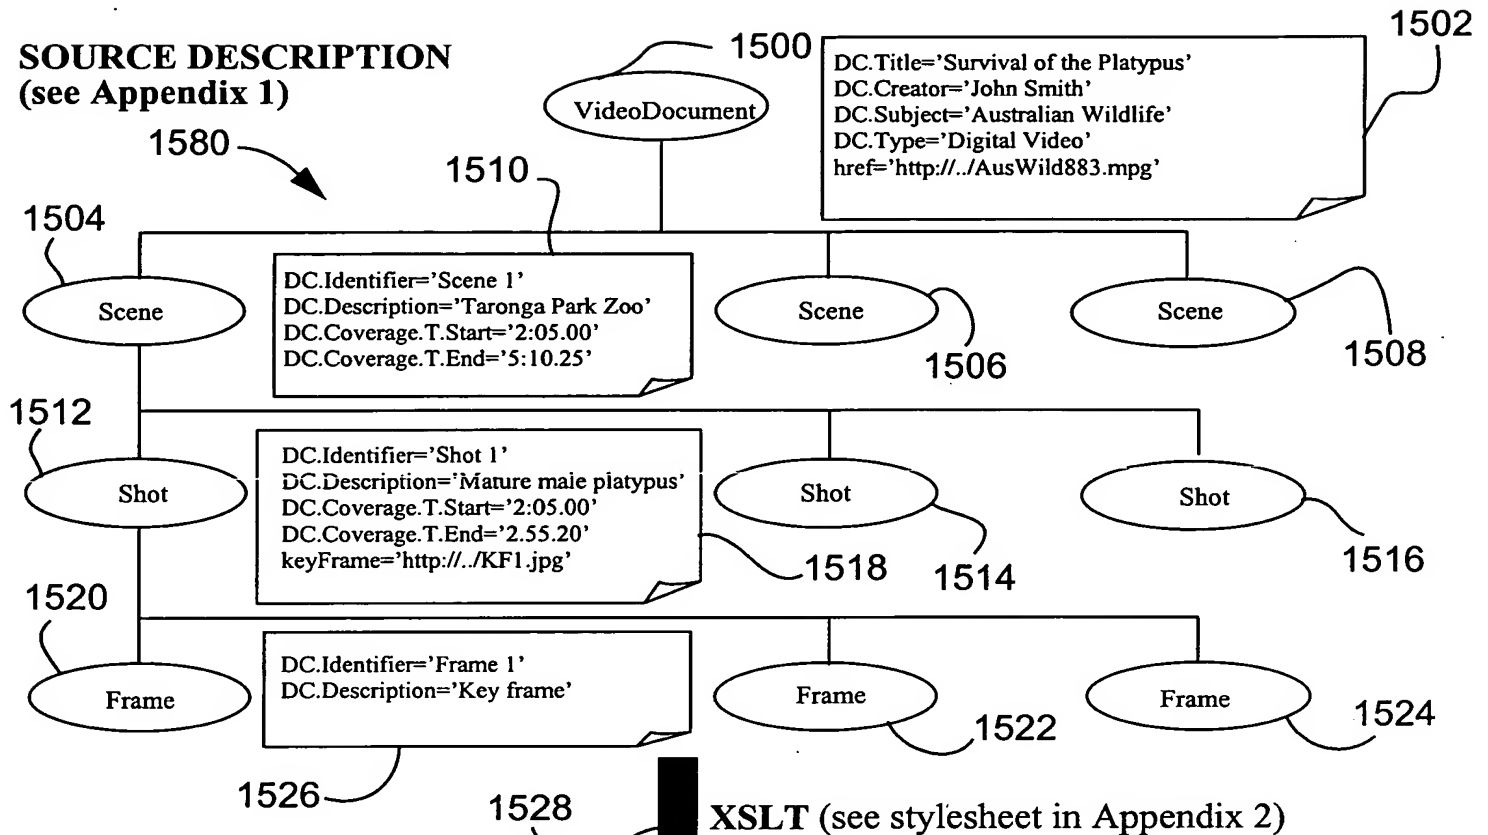 SOURCE DESCRIPTION
(see Appendix 1)
1580
1500
VideoDocument
1502
DC.Title='Survival of the Platypus'
DC.Creator='John Smith'
DC.Subject='Australian Wildlife'
DC.Type='Digital Video'
href='http://../AusWild883.mpg'
1504
Scene
1510
DC.Identifier='Scene 1'
DC.Description='Taronga Park Zoo'
DC.Coverage.T.Start='2:05.00'
DC.Coverage.T.End='5:10.25'
Scene
1506
Scene
1508
1512
Shot
DC.Identifier='Shot 1'
DC.Description='Mature male platypus'
DC.Coverage.T.Start='2:05.00'
DC.Coverage.T.End='2.55.20'
keyFrame='http://../KF1.jpg'
1518
Shot
1514
Shot
1516
1520
Frame
DC.Identifier='Frame 1'
DC.Description='Key frame'
1526
Frame
1522
Frame
1524
1528
XSLT (see stylesheet in Appendix 2)